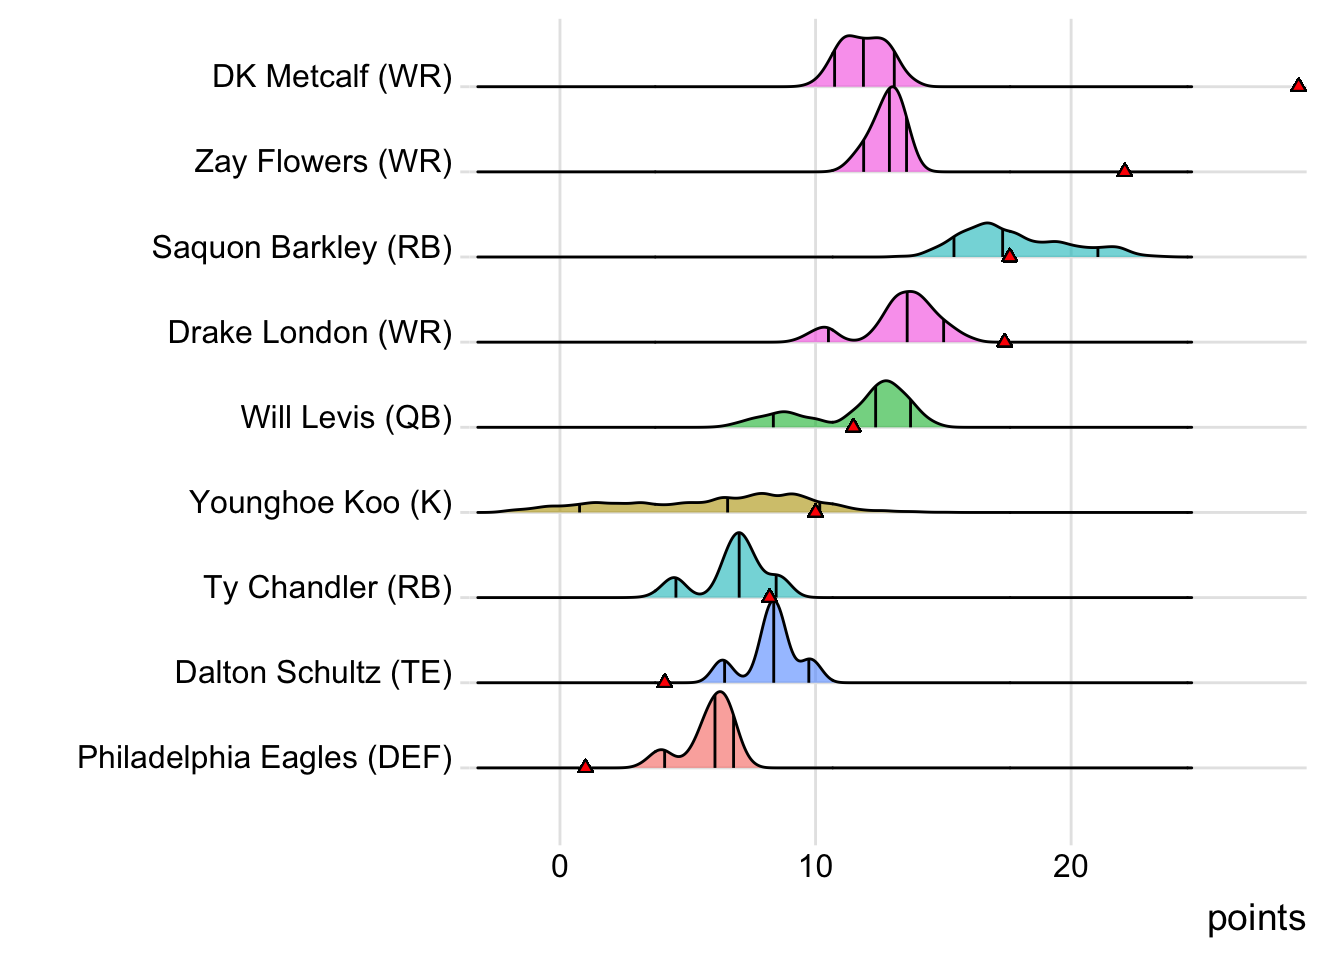 DK Metcalf (WR)
Zay Flowers (WR)
Saquon Barkley (RB)
Drake London (WR)
Will Levis (QB)
Younghoe Koo (K)
Ty Chandler (RB)
Dalton Schultz (TE)
Philadelphia Eagles (DEF)
0 10 20
points